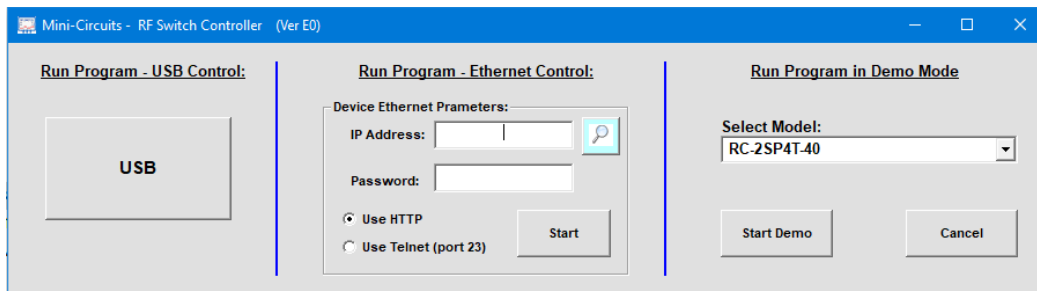 Mini-Circuits - RF Switch Controller (Ver E0)
Run Program - USB Control:
USB
Run Program - Ethernet Control:
Device Ethernet Prameters:
IP Address:
Password:
Use HTTP
Use Telnet (port 23)
Start
Run Program in Demo Mode
Select Model:
RC-2SP4T-40
Start Demo
Cancel